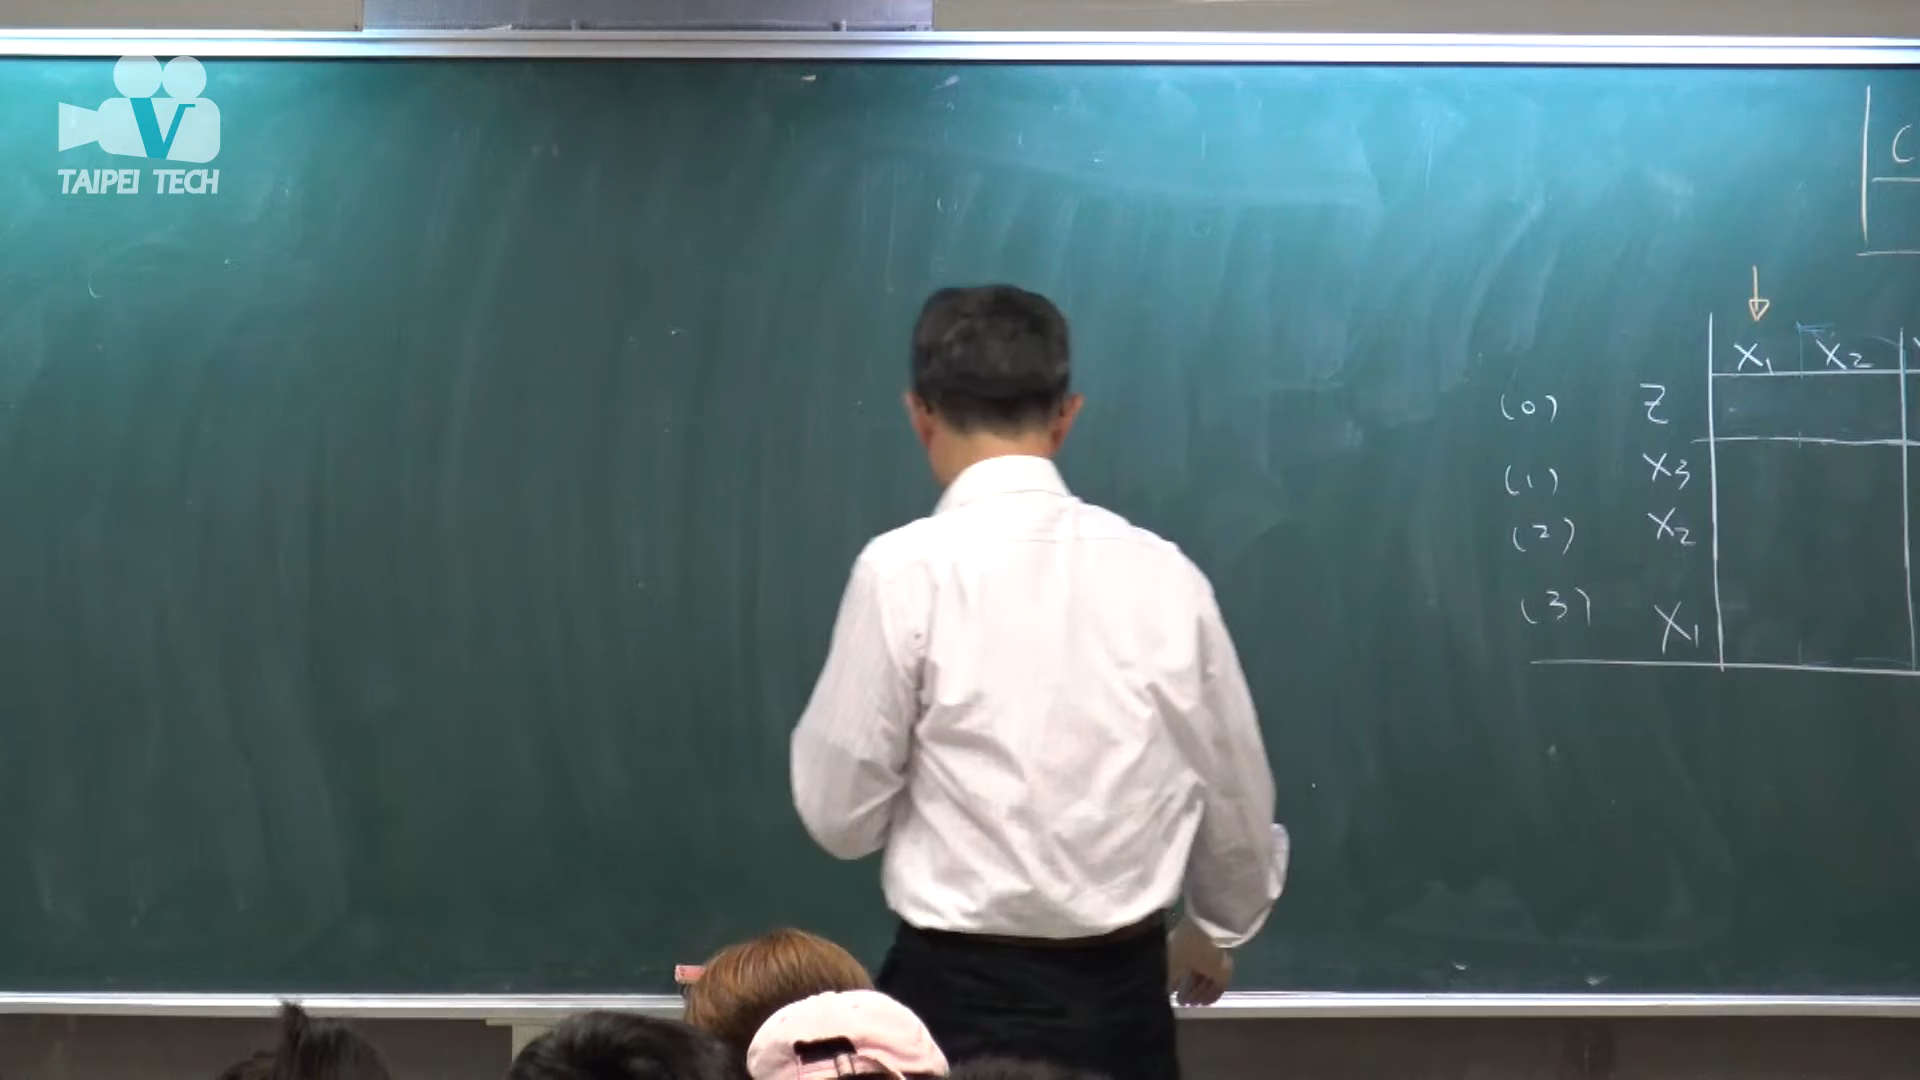 V
TAIPEI TECH
C
X₁ X₂
(0) Z
(1) X₃
(2) X₂
(3) X₁